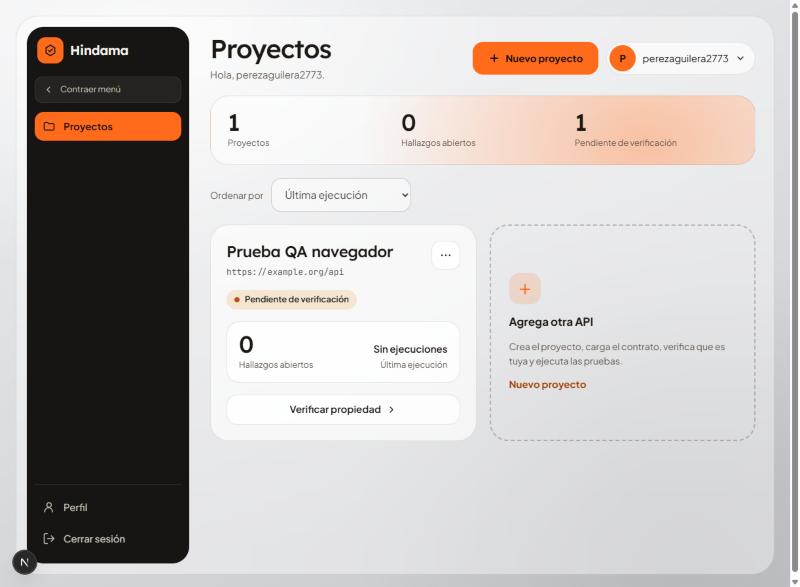 Hindama
Contraer menú
Proyectos
Perfil
Cerrar sesión
N
Proyectos
Hola, perezaguilera2773.
+ Nuevo proyecto
P
perezaguilera2773
1
Proyectos
0
Hallazgos abiertos
1
Pendiente de verificación
Ordenar por
Última ejecución
Prueba QA navegador
...
https://example.org/api
Pendiente de verificación
0
Hallazgos abiertos
Sin ejecuciones
Última ejecución
Verificar propiedad
+
Agrega otra API
Crea el proyecto, carga el contrato, verifica que es
tuya y ejecuta las pruebas.
Nuevo proyecto